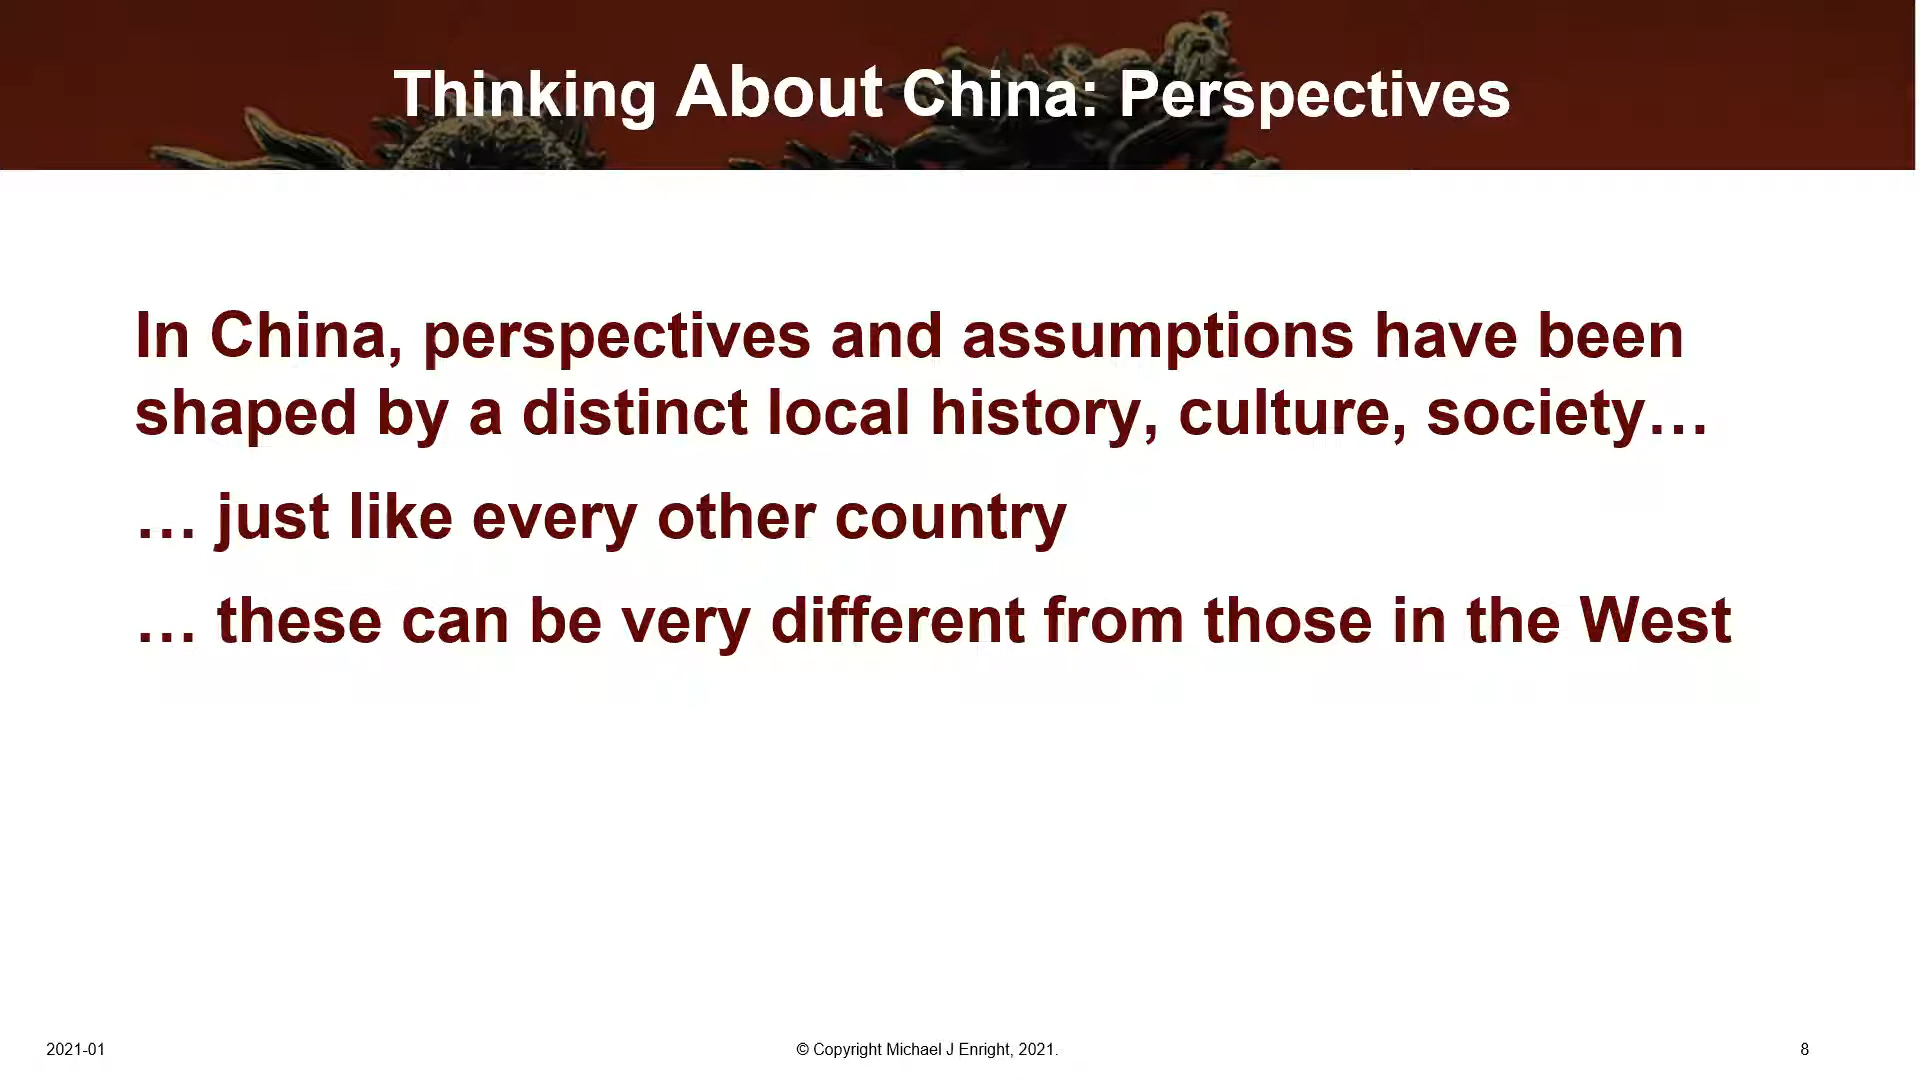 Thinking About China: Perspectives
In China, perspectives and assumptions have been
shaped by a distinct local history, culture, society…
… just like every other country
… these can be very different from those in the West
2021-01
© Copyright Michael J Enright, 2021.
8